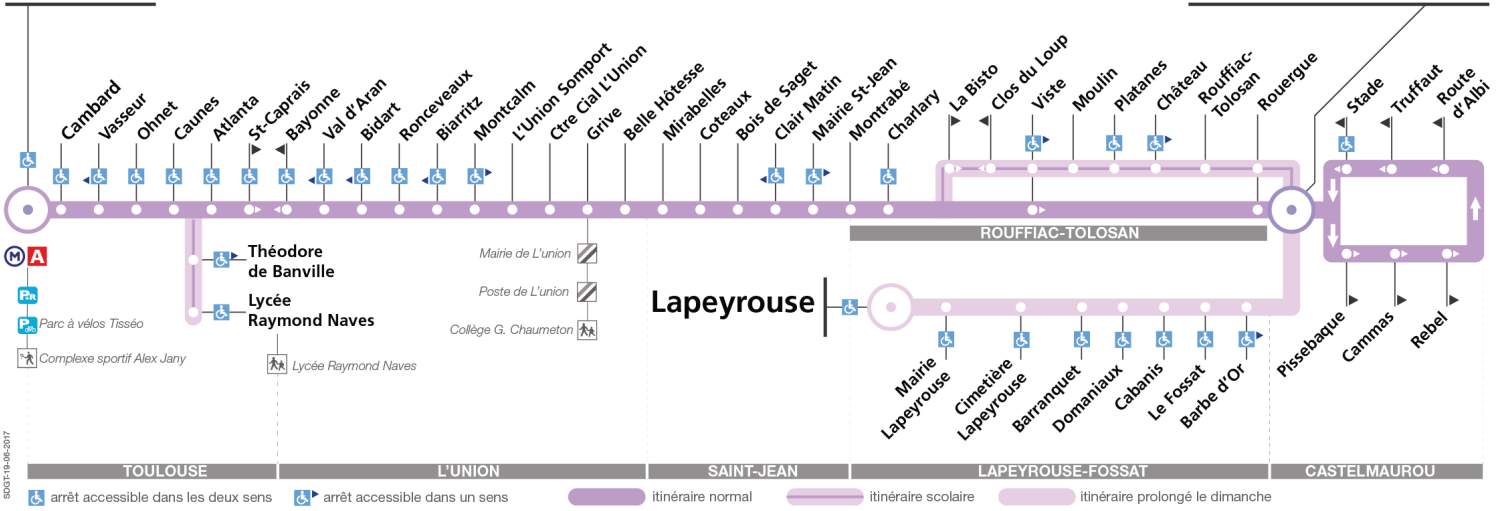 Cambard
Vasseur
Ohnet
Caunes
Atlanta
St-Caprais
Bayonne
Val d'Aran
Bidart
Ronceveaux
Biarritz
Montcalm
L'Union Somport
Ctre Cial L'Union
Grive
Belle Hôtesse
Mirabelles
Coteaux
Bois de Saget
Clair Matin
Mairie St-Jean
Montrabé
Charlary
La Bisto
Clos du Loup
Viste
Moulin
Platanes
Château
Rouffiac-
Tolosan
Rouergue
Stade
Truffaut
Route
d'Albi
ROUFFIAC-TOLOSAN
M A
Théodore
de Banville
Mairie de L'union
P+R
Lycée
Raymond Naves
Poste de L'union
Lapeyrouse
P
Parc à vélos Tisséo
Collège G. Chaumeton
Complexe sportif Alex Jany
Lycée Raymond Naves
Mairie
Lapeyrouse
Cimetière
Lapeyrouse
Barranquet
Domaniaux
Cabanis
Le Fossat
Barbe d'Or
Pissebaque
Cammas
Rebel
SDGT-19-06-2017
TOULOUSE
L'UNION
SAINT-JEAN
LAPEYROUSE-FOSSAT
CASTELMAUROU
arrêt accessible dans les deux sens
arrêt accessible dans un sens
itinéraire normal
itinéraire scolaire
itinéraire prolongé le dimanche